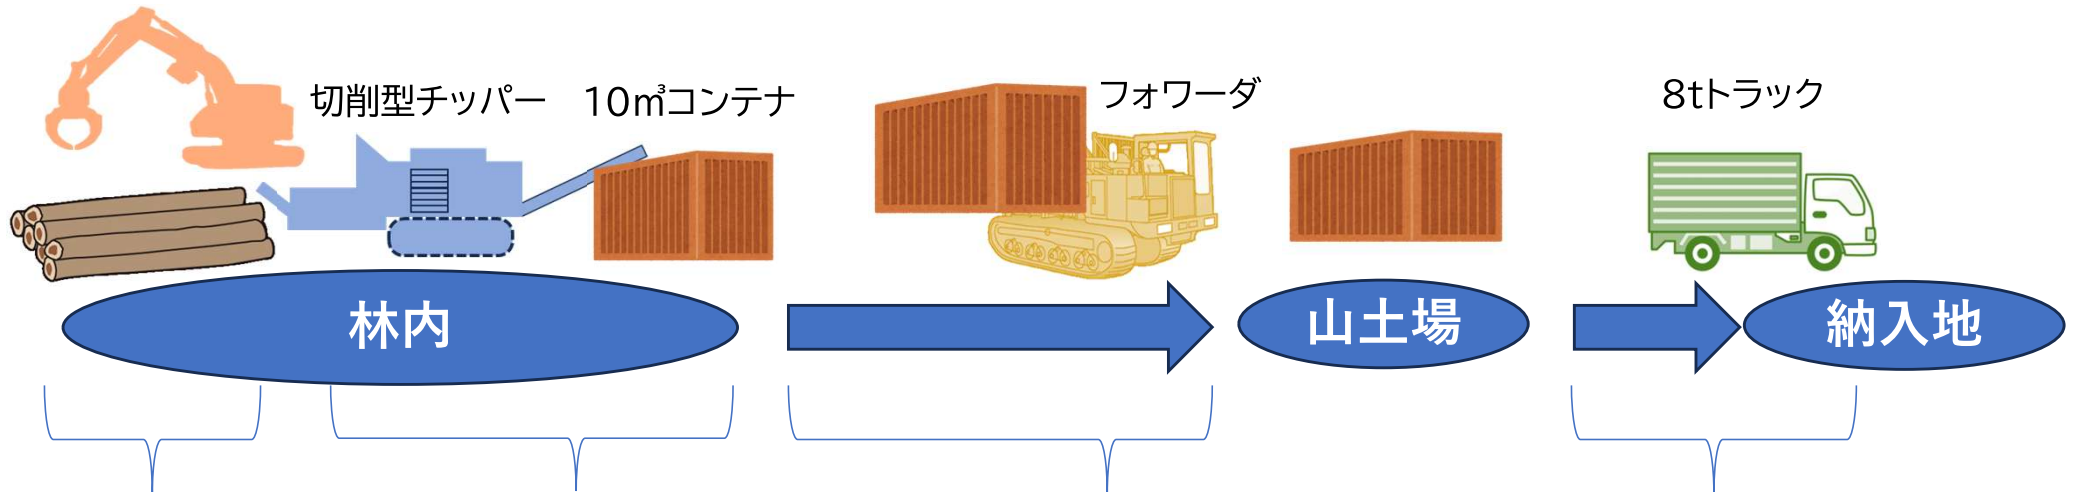 切削型チッパー
10㎥コンテナ
フォワーダ
8tトラック
林内
山土場
納入地